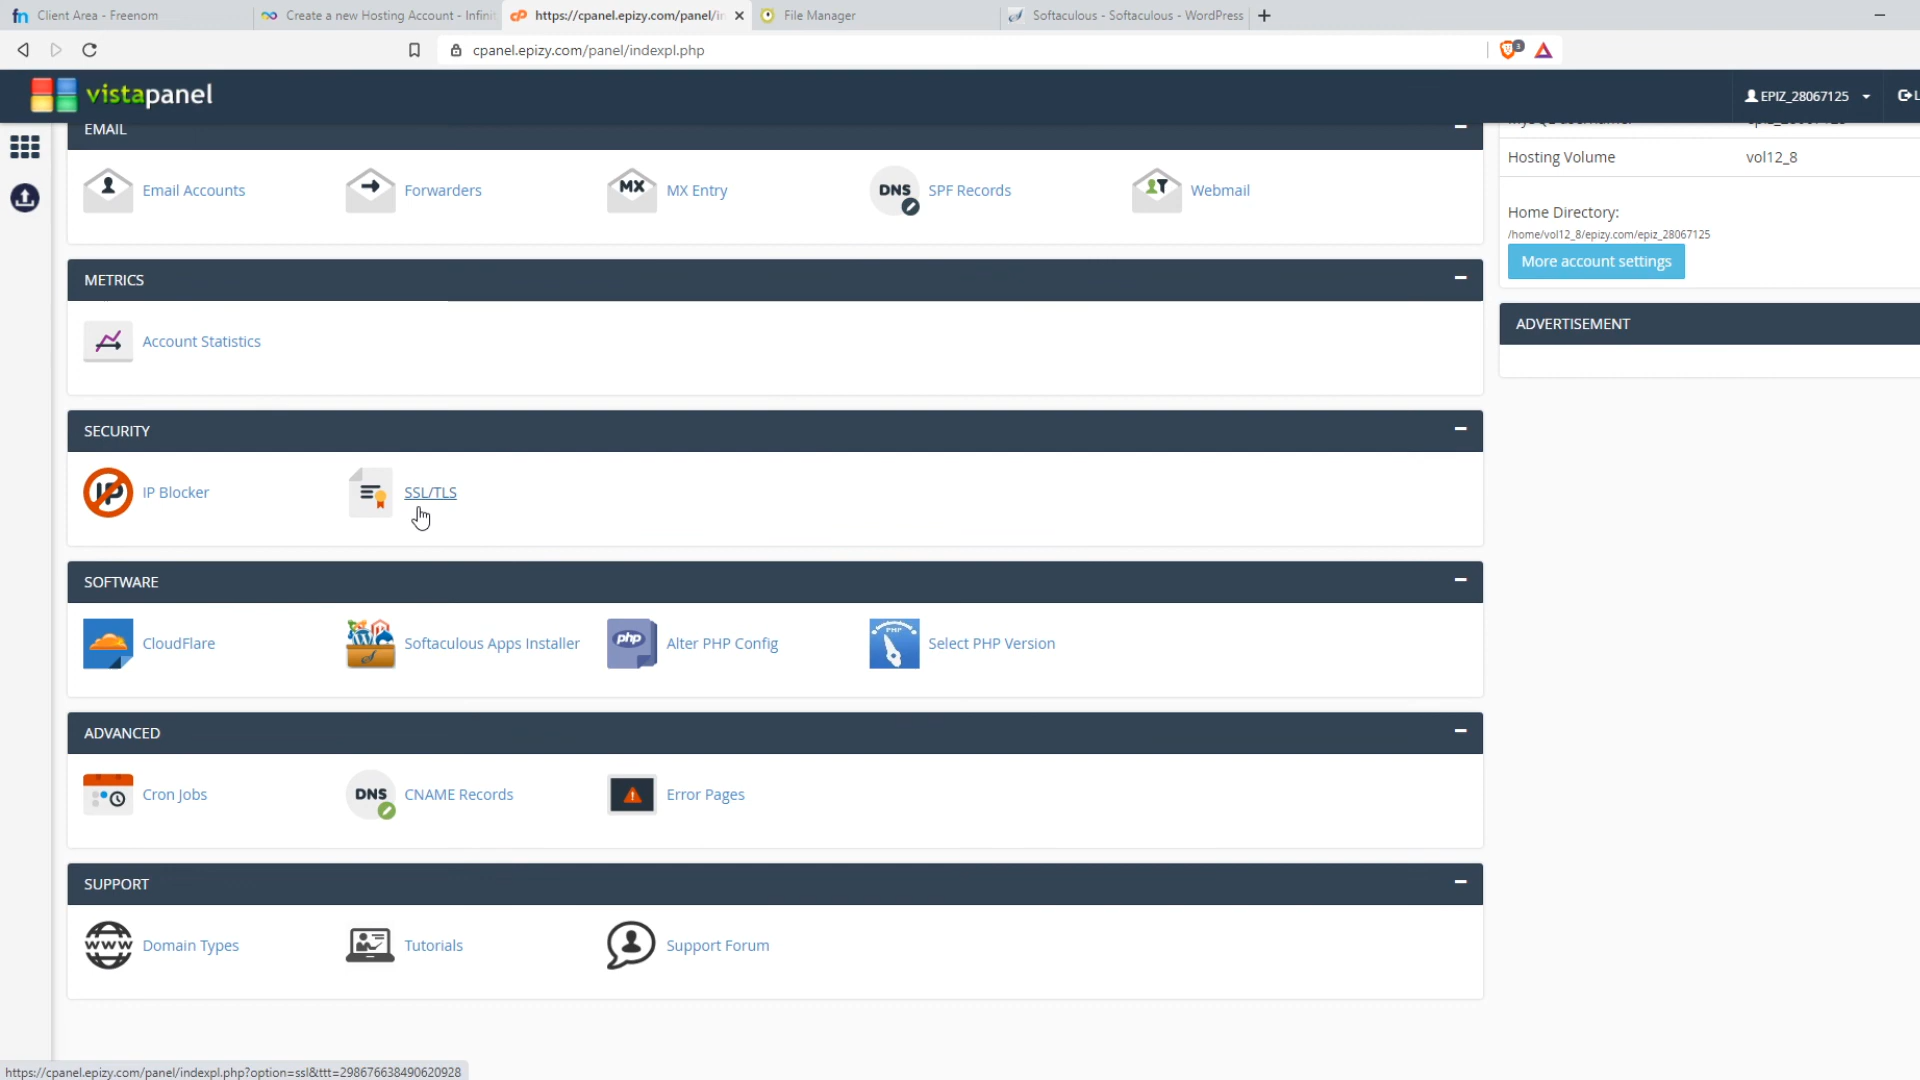 Client Area - Freenom
Create a new Hosting Account - Infini
https://cpanel.epizy.com/panel/in
File Manager
Softaculous - Softaculous - WordPress
cpanel.epizy.com/panel/indexpl.php
3
vistapanel
EPIZ_28067125
EMAIL
Hosting Volume vol12_8
Email Accounts
Forwarders
MX
MX Entry
DNS
SPF Records
Webmail
Home Directory:
/home/vol12_8/epizy.com/epiz_28067125
More account settings
METRICS
ADVERTISEMENT
Account Statistics
SECURITY
IP
IP Blocker
SSL/TLS
SOFTWARE
CloudFlare
Softaculous Apps Installer
php
Alter PHP Config
PHP
Select PHP Version
ADVANCED
Cron Jobs
DNS
CNAME Records
Error Pages
SUPPORT
www
Domain Types
Tutorials
Support Forum
https://cpanel.epizy.com/panel/indexpl.php?option=ssl&ttt=298676638490620928